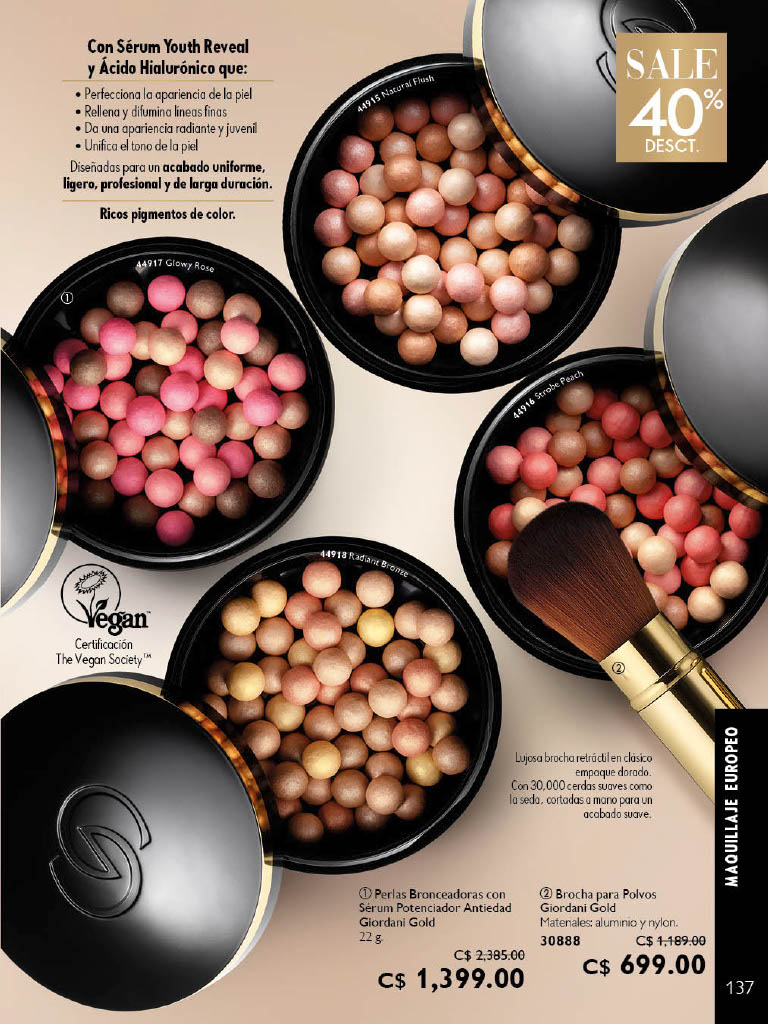 Con Sérum Youth Reveal
y Ácido Hialurónico que:
• Perfecciona la apariencia de la piel
• Rellena y difumina líneas finas
• Da una apariencia radiante y juvenil
• Unifica el tono de la piel
Diseñadas para un acabado uniforme,
ligero, profesional y de larga duración.
Ricos pigmentos de color.
SALE
40%
DESCT.
44915 Natural Flush
44917 Glowy Rose
①
44916 Strobe Peach
44918 Radiant Bronze
Vegan™
Certificación
The Vegan Society™
②
Lujosa brocha retráctil en clásico
empaque dorado.
Con 30,000 cerdas suaves como
la seda, cortadas a mano para un
acabado suave.
MAQUILLAJE EUROPEO
① Perlas Bronceadoras con
Sérum Potenciador Antiedad
Giordani Gold
22 g.
C$ 2,385.00
C$ 1,399.00
② Brocha para Polvos
Giordani Gold
Materiales: aluminio y nylon.
30888 C$ 1,189.00
C$ 699.00
137